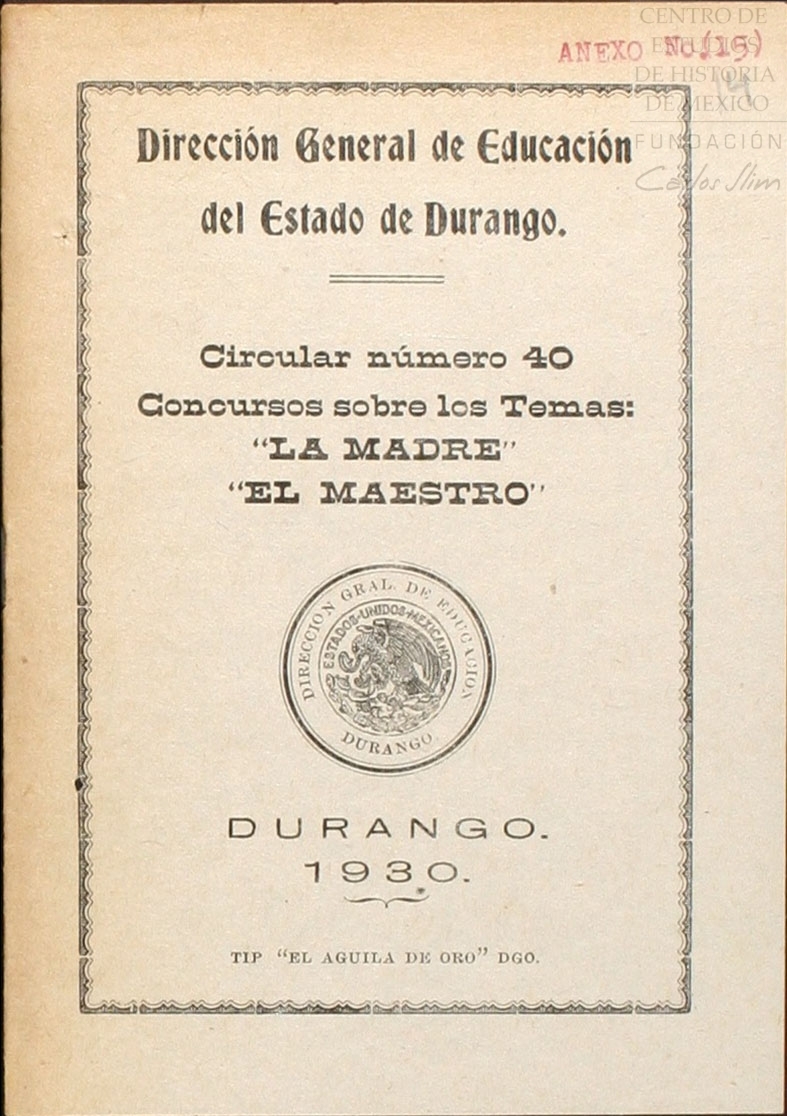 CENTRO DE
ESTUDIOS
DE HISTORIA
DE MEXICO
FUNDACIÓN
Carlos Slim
ANEXO No.(15)
14
Dirección General de Educación
del Estado de Durango.
Circular número 40
Concursos sobre los Temas:
"LA MADRE"
"EL MAESTRO"
DIRECCION GRAL. DE EDUCACION
ESTADOS-UNIDOS-MEXICANOS
DURANGO.
DURANGO.
1930.
TIP "EL AGUILA DE ORO" DGO.